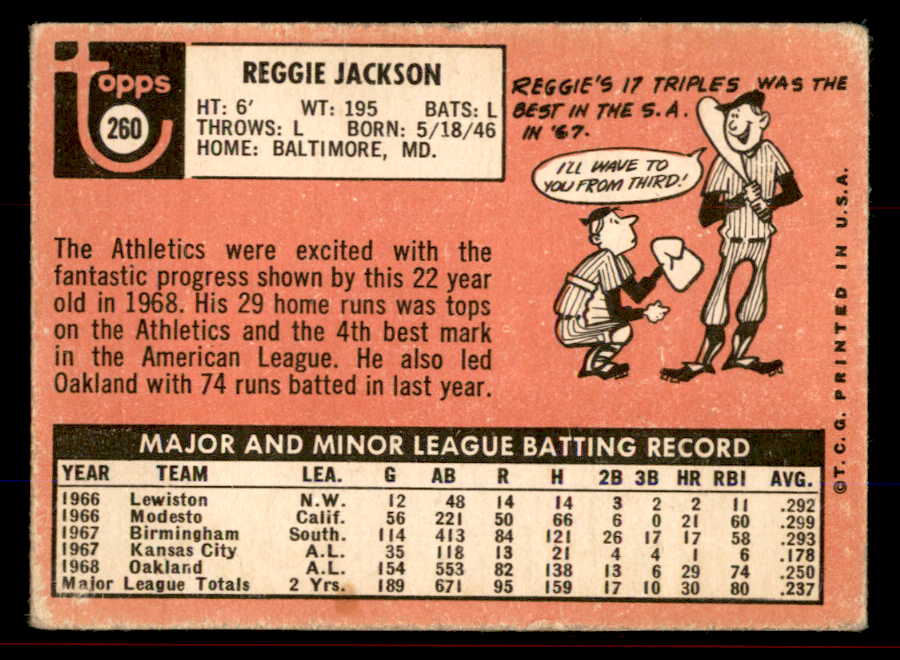 topps
260
REGGIE JACKSON
HT: 6' WT: 195 BATS: L
THROWS: L BORN: 5/18/46
HOME: BALTIMORE, MD.
REGGIE'S 17 TRIPLES WAS THE
BEST IN THE S.A.
IN '67.
I'LL WAVE TO
YOU FROM THIRD!
The Athletics were excited with the
fantastic progress shown by this 22 year
old in 1968. His 29 home runs was tops
on the Athletics and the 4th best mark
in the American League. He also led
Oakland with 74 runs batted in last year.
©T.C.G. PRINTED IN U.S.A.
MAJOR AND MINOR LEAGUE BATTING RECORD
YEAR TEAM LEA. G AB R H 2B 3B HR RBI AVG.
1966 Lewiston N.W. 12 48 14 14 3 2 2 11 .292
1966 Modesto Calif. 56 221 50 66 6 0 21 60 .299
1967 Birmingham South. 114 413 84 121 26 17 17 58 .293
1967 Kansas City A.L. 35 118 13 21 4 4 1 6 .178
1968 Oakland A.L. 154 553 82 138 13 6 29 74 .250
Major League Totals 2 Yrs. 189 671 95 159 17 10 30 80 .237